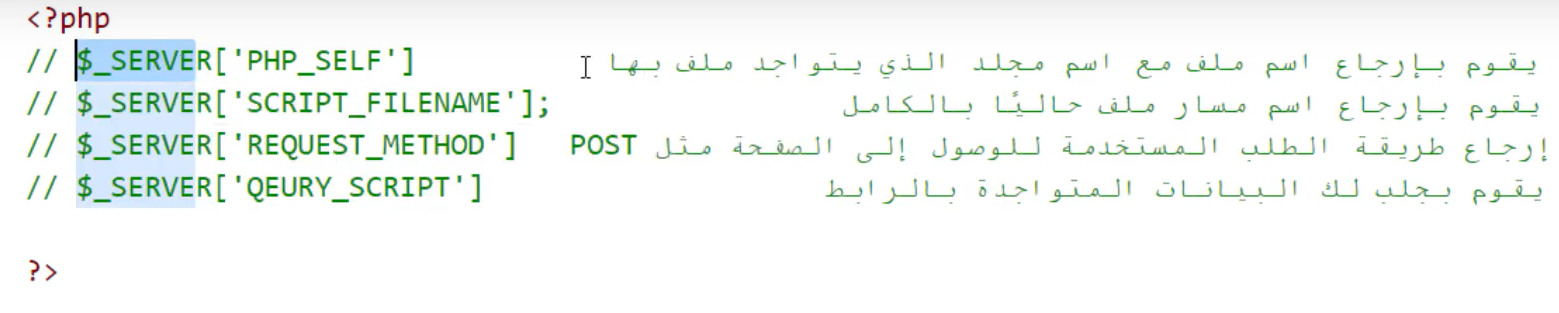 <?php
// $_SERVER['PHP_SELF'] يقوم بإرجاع اسم ملف مع اسم مجلد الذي يتواجد ملف بها
// $_SERVER['SCRIPT_FILENAME']; يقوم بإرجاع اسم مسار ملف حاليًا بالكامل
// $_SERVER['REQUEST_METHOD'] إرجاع طريقة الطلب المستخدمة للوصول إلى الصفحة مثل POST
// $_SERVER['QEURY_SCRIPT'] يقوم بجلب لك البيانات المتواجدة بالرابط
?>